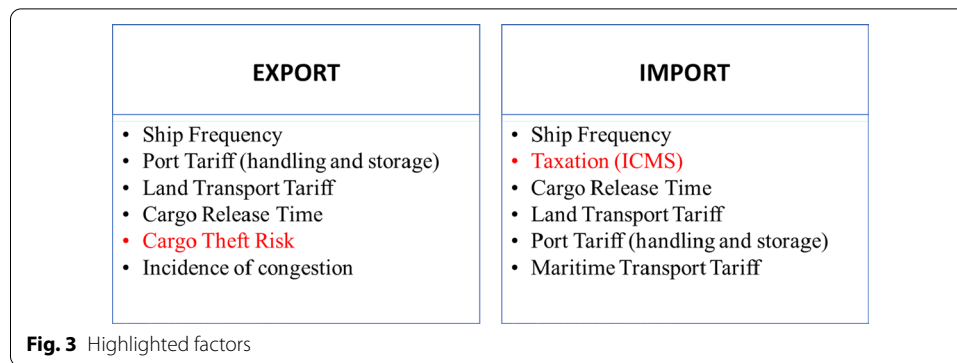 EXPORT
• Ship Frequency
• Port Tariff (handling and storage)
• Land Transport Tariff
• Cargo Release Time
• Cargo Theft Risk
• Incidence of congestion
IMPORT
• Ship Frequency
• Taxation (ICMS)
• Cargo Release Time
• Land Transport Tariff
• Port Tariff (handling and storage)
• Maritime Transport Tariff
Fig. 3 Highlighted factors